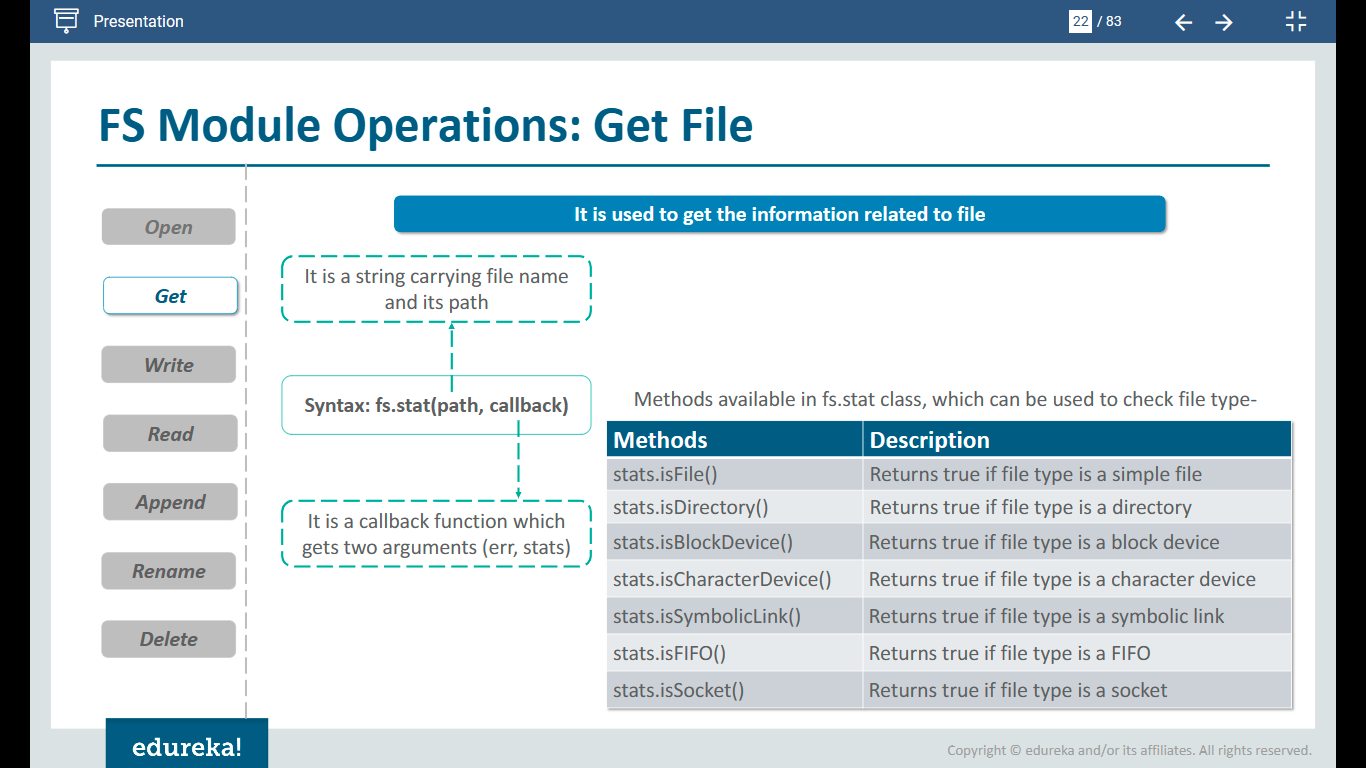 Presentation
22 / 83
FS Module Operations: Get File
Open
Get
Write
Read
Append
Rename
Delete
It is used to get the information related to file
It is a string carrying file name
and its path
Syntax: fs.stat(path, callback)
It is a callback function which
gets two arguments (err, stats)
Methods available in fs.stat class, which can be used to check file type-
Methods Description
stats.isFile() Returns true if file type is a simple file
stats.isDirectory() Returns true if file type is a directory
stats.isBlockDevice() Returns true if file type is a block device
stats.isCharacterDevice() Returns true if file type is a character device
stats.isSymbolicLink() Returns true if file type is a symbolic link
stats.isFIFO() Returns true if file type is a FIFO
stats.isSocket() Returns true if file type is a socket
edureka!
Copyright © edureka and/or its affiliates. All rights reserved.